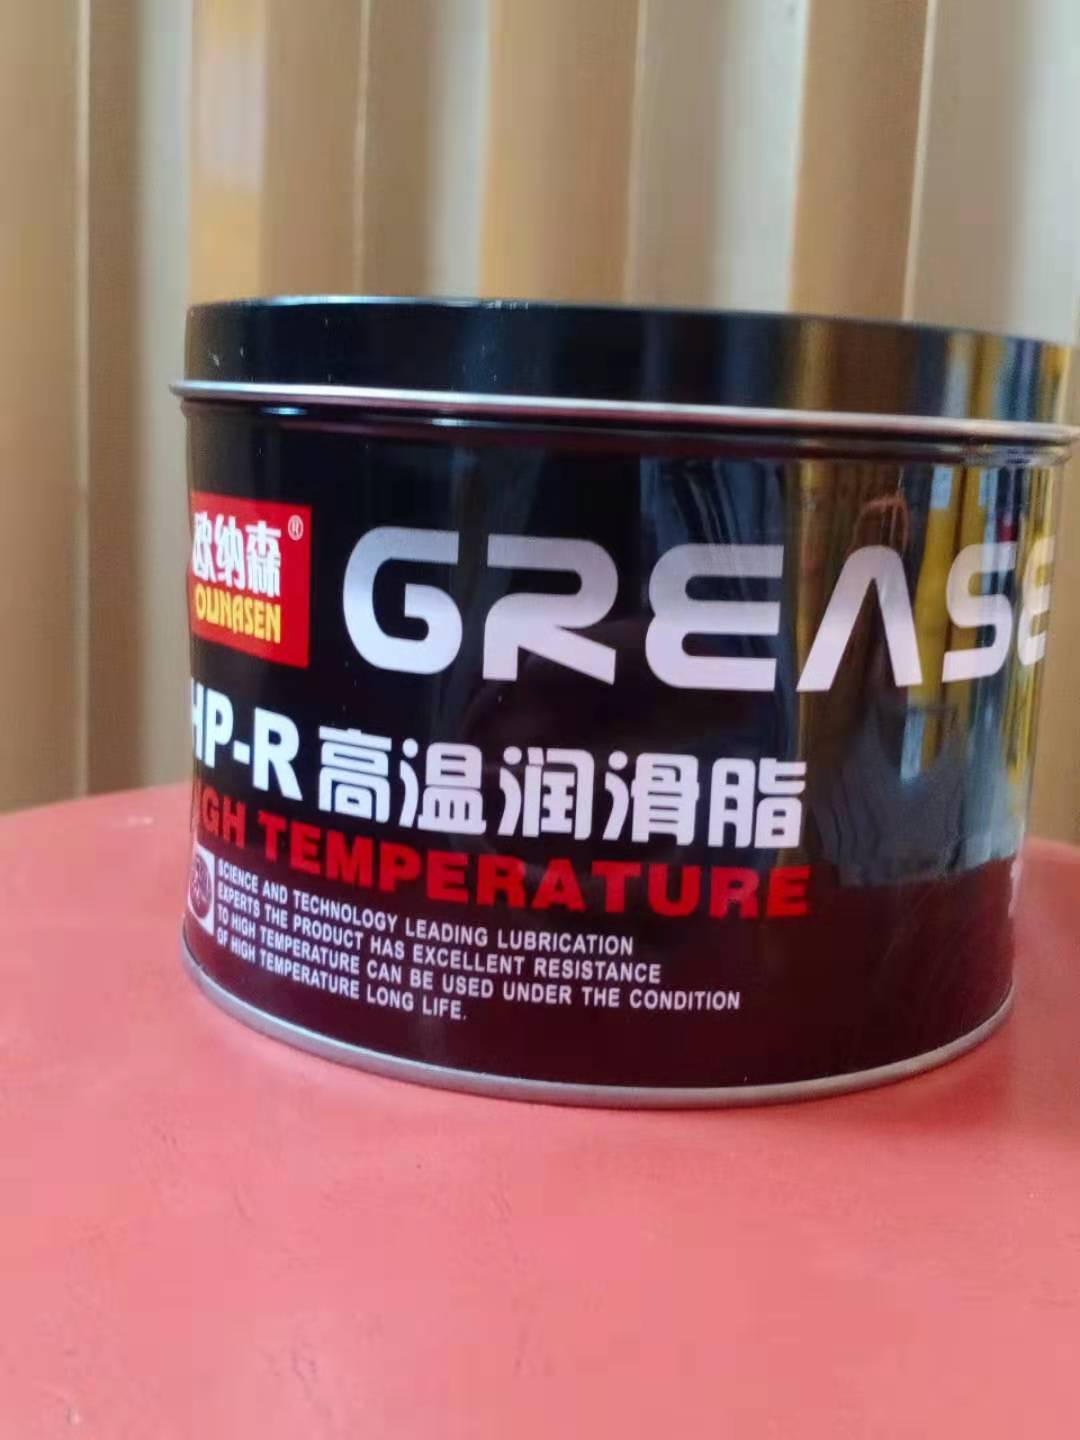 欧纳森®
OUNASEN
GREASE
HP-R 高温润滑脂
HIGH TEMPERATURE
SCIENCE AND TECHNOLOGY LEADING LUBRICATION
EXPERTS THE PRODUCT HAS EXCELLENT RESISTANCE
TO HIGH TEMPERATURE CAN BE USED UNDER THE CONDITION
OF HIGH TEMPERATURE LONG LIFE.